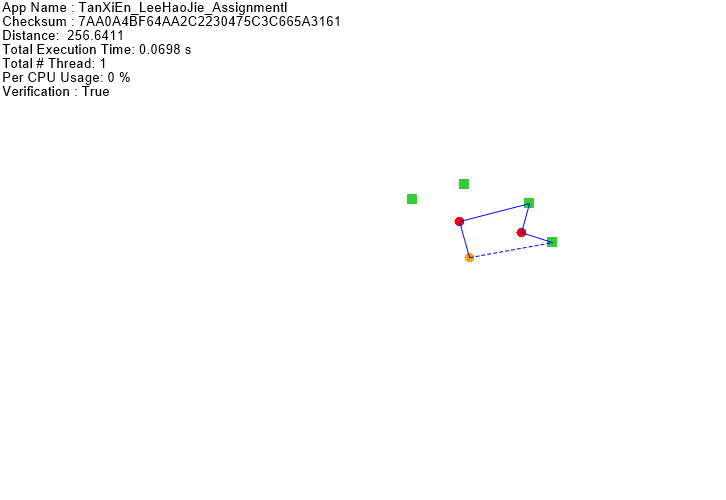 App Name : TanXiEn_LeeHaoJie_AssignmentI
Checksum : 7AA0A4BF64AA2C2230475C3C665A3161
Distance:  256.6411
Total Execution Time: 0.0698 s
Total # Thread: 1
Per CPU Usage: 0 %
Verification : True